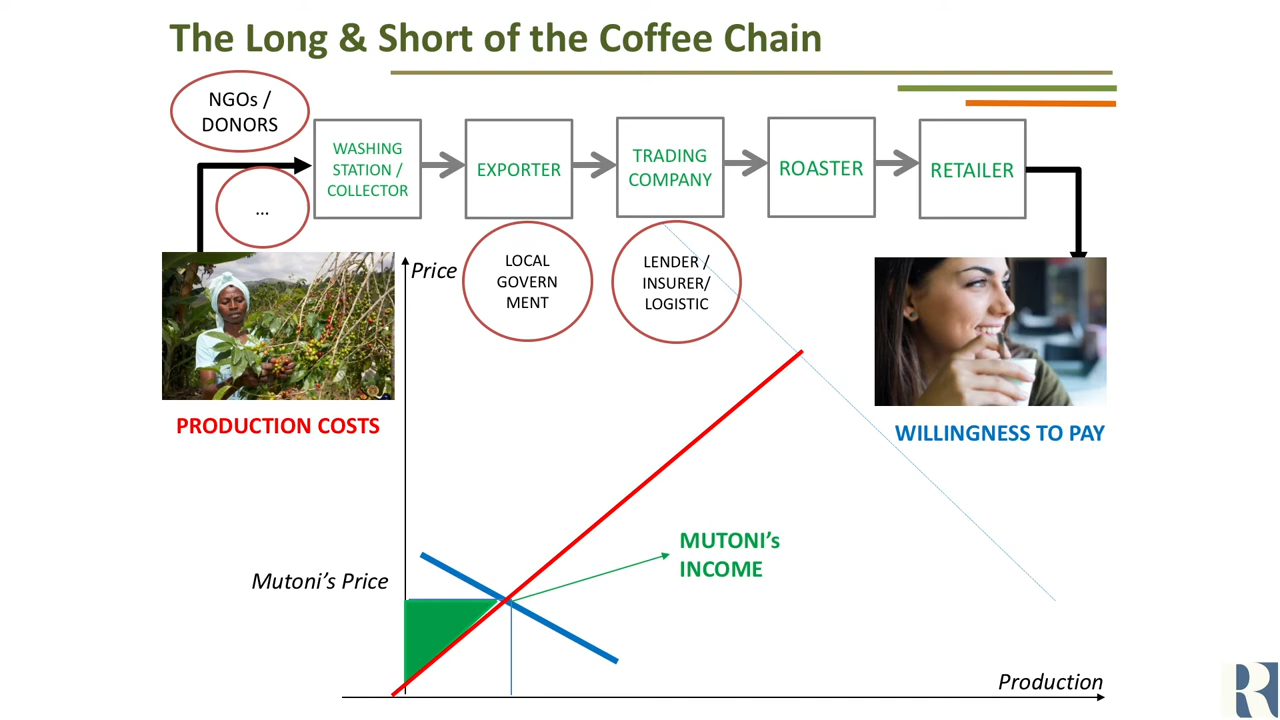 The Long & Short of the Coffee Chain
NGOs /
DONORS
WASHING
STATION /
COLLECTOR
EXPORTER
TRADING
COMPANY
ROASTER
RETAILER
...
LOCAL
GOVERN
MENT
LENDER /
INSURER/
LOGISTIC
Price
PRODUCTION COSTS
WILLINGNESS TO PAY
MUTONI's
INCOME
Mutoni's Price
Production
R